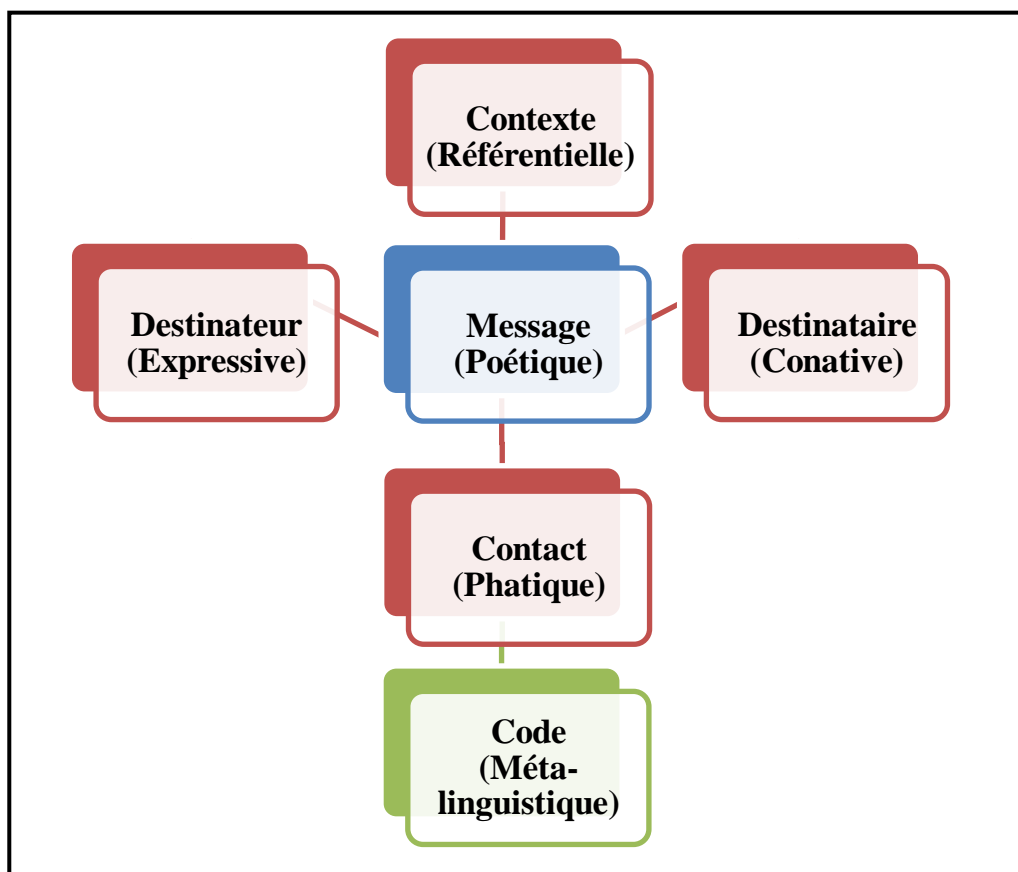 Contexte
(Référentielle)
Destinateur
(Expressive)
Message
(Poétique)
Destinataire
(Conative)
Contact
(Phatique)
Code
(Méta-
linguistique)